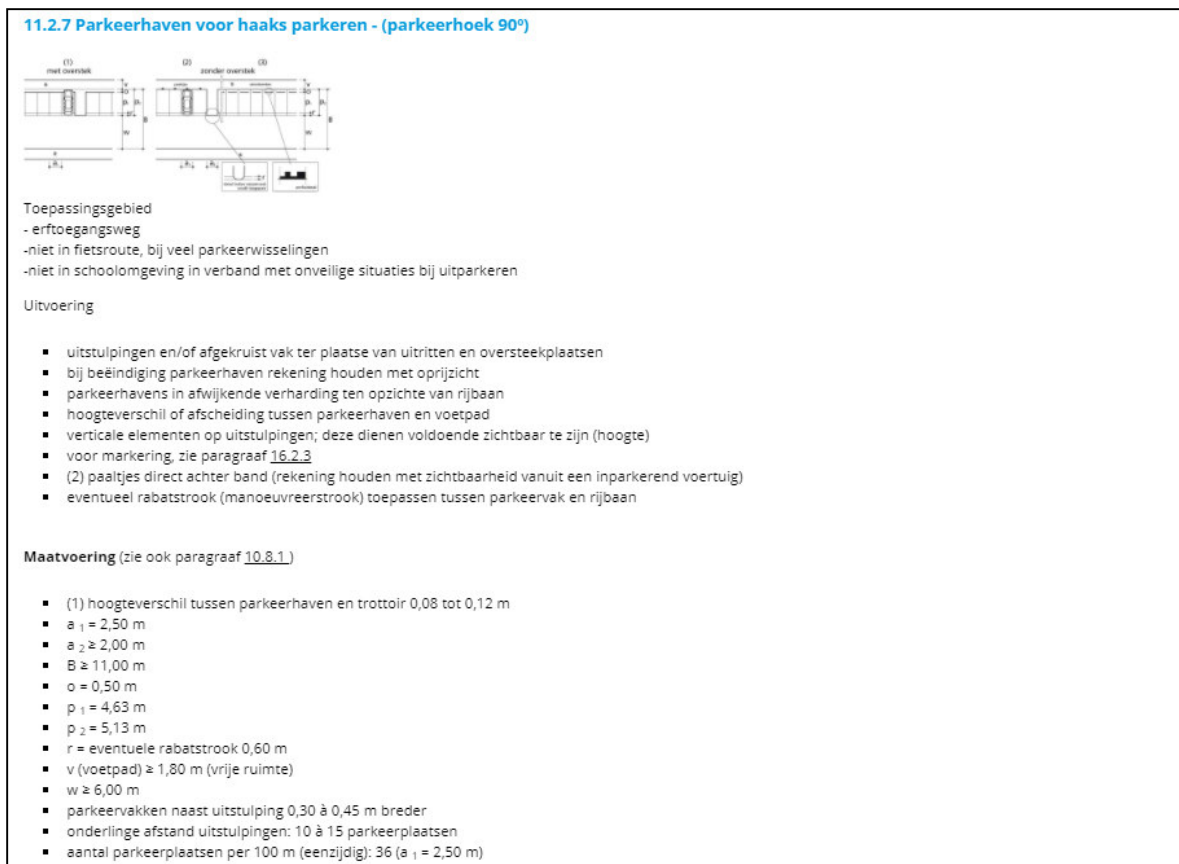 11.2.7 Parkeerhaven voor haaks parkeren - (parkeerhoek 90º)
(1) (2) (3)
met overstek zonder overstek
Toepassingsgebied
- erftoegangsweg
-niet in fietsroute, bij veel parkeerwisselingen
-niet in schoolomgeving in verband met onveilige situaties bij uitparkeren
Uitvoering
▪ uitstulpingen en/of afgekruist vak ter plaatse van uitritten en oversteekplaatsen
▪ bij beëindiging parkeerhaven rekening houden met oprijzicht
▪ parkeerhavens in afwijkende verharding ten opzichte van rijbaan
▪ hoogteverschil of afscheiding tussen parkeerhaven en voetpad
▪ verticale elementen op uitstulpingen; deze dienen voldoende zichtbaar te zijn (hoogte)
▪ voor markering, zie paragraaf 16.2.3
▪ (2) paaltjes direct achter band (rekening houden met zichtbaarheid vanuit een inparkerend voertuig)
▪ eventueel rabatstrook (manoeuvreerstrook) toepassen tussen parkeervak en rijbaan
Maatvoering (zie ook paragraaf 10.8.1 )
▪ (1) hoogteverschil tussen parkeerhaven en trottoir 0,08 tot 0,12 m
▪ a 1 = 2,50 m
▪ a 2 ≥ 2,00 m
▪ B ≥ 11,00 m
▪ o = 0,50 m
▪ p 1 = 4,63 m
▪ p 2 = 5,13 m
▪ r = eventuele rabatstrook 0,60 m
▪ v (voetpad) ≥ 1,80 m (vrije ruimte)
▪ w ≥ 6,00 m
▪ parkeervakken naast uitstulping 0,30 à 0,45 m breder
▪ onderlinge afstand uitstulpingen: 10 à 15 parkeerplaatsen
▪ aantal parkeerplaatsen per 100 m (eenzijdig): 36 (a 1 = 2,50 m)